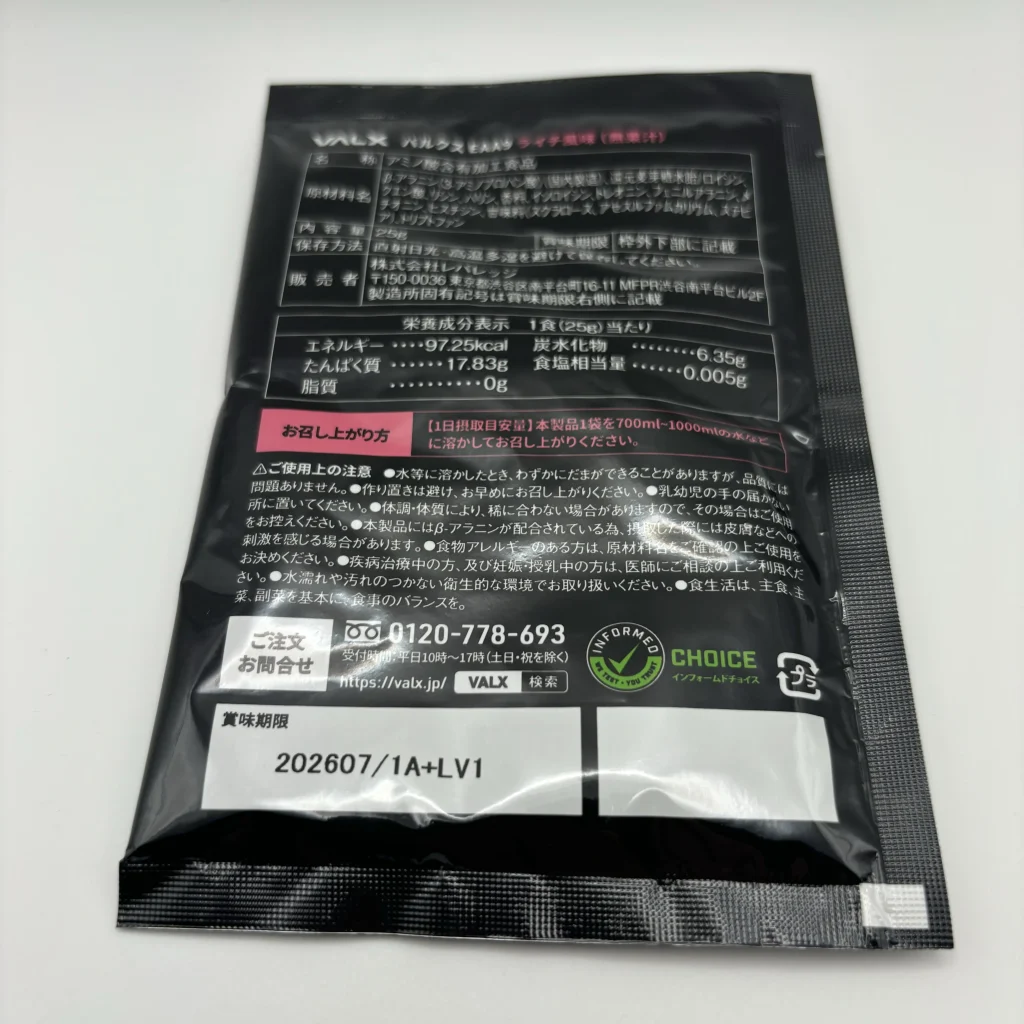 VALX バルクス EAA9 ライチ風味(無果汁)
名 称 アミノ酸含有加工食品
原材料名 β-アラニン(3-アミノプロパン酸)(国内製造)、還元麦芽糖水飴/ロイシン、
クエン酸、リジン、バリン、香料、イソロイシン、トレオニン、フェニルアラニン、メ
チオニン、ヒスチジン、甘味料(スクラロース、アセスルファムカリウム、ステビ
ア)、トリプトファン
内容量 25g 賞味期限 枠外下部に記載
保存方法 直射日光・高温多湿を避けて保存してください。
販売者 株式会社レバレッジ
〒150-0036 東京都渋谷区南平台町16-11 MFPR渋谷南平台ビル2F
製造所固有記号は賞味期限右側に記載
栄養成分表示 1食(25g)当たり
エネルギー ････97.25kcal 炭水化物 ････････6.35g
たんぱく質 ･･････17.83g 食塩相当量 ･･････0.005g
脂質 ･･････････0g
お召し上がり方
【1日摂取目安量】本製品1袋を700ml~1000mlの水など
に溶かしてお召し上がりください。
⚠ご使用上の注意 ●水等に溶かしたとき、わずかにだまができることがありますが、品質には
問題ありません。●作り置きは避け、お早めにお召し上がりください。●乳幼児の手の届かない
所に置いてください。●体調・体質により、稀に合わない場合がありますので、その場合はご使用
をお控えください。●本製品にはβ-アラニンが配合されている為、摂取した際には皮膚などへの
刺激を感じる場合があります。●食物アレルギーのある方は、原材料名をご確認の上ご使用を
お決めください。●疾病治療中の方、及び妊娠・授乳中の方は、医師にご相談の上ご利用くだ
さい。●水濡れや汚れのつかない衛生的な環境でお取り扱いください。●食生活は、主食、主
菜、副菜を基本に、食事のバランスを。
ご注文
お問合せ
0120-778-693
受付時間:平日10時〜17時(土日・祝を除く)
https://valx.jp/ VALX 検索
INFORMED
WE TEST • YOU TRUST
CHOICE
インフォームドチョイス
プラ
賞味期限
202607/1A+LV1